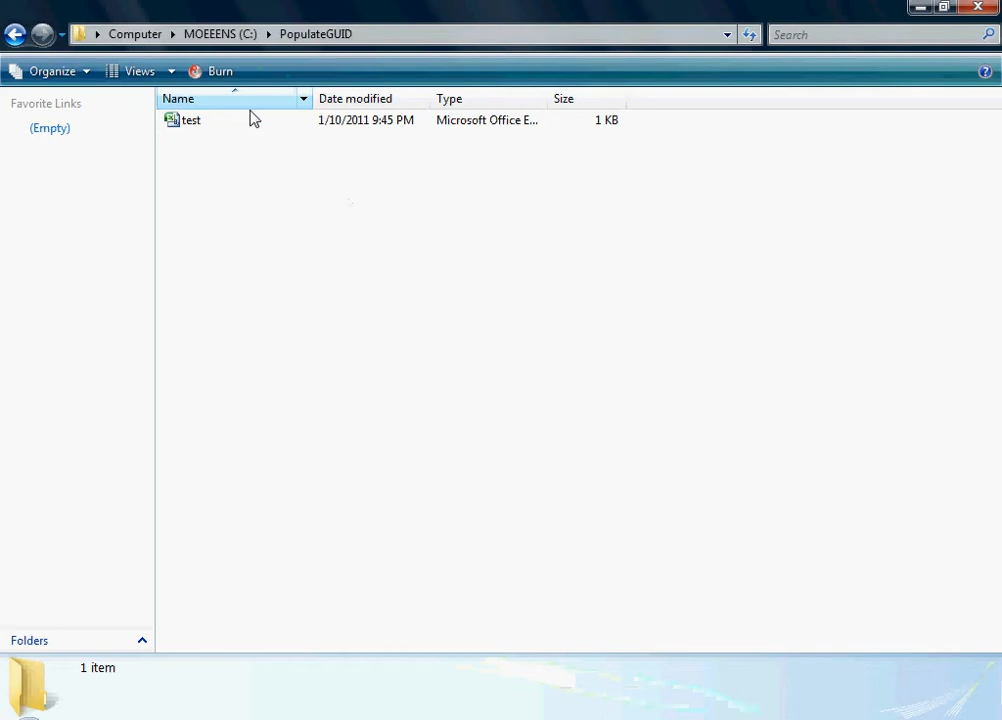 Computer MOEEENS (C:) PopulateGUID Search
Organize Views Burn
Favorite Links
(Empty)
Name Date modified Type Size
test 1/10/2011 9:45 PM Microsoft Office E... 1 KB
Folders
1 item